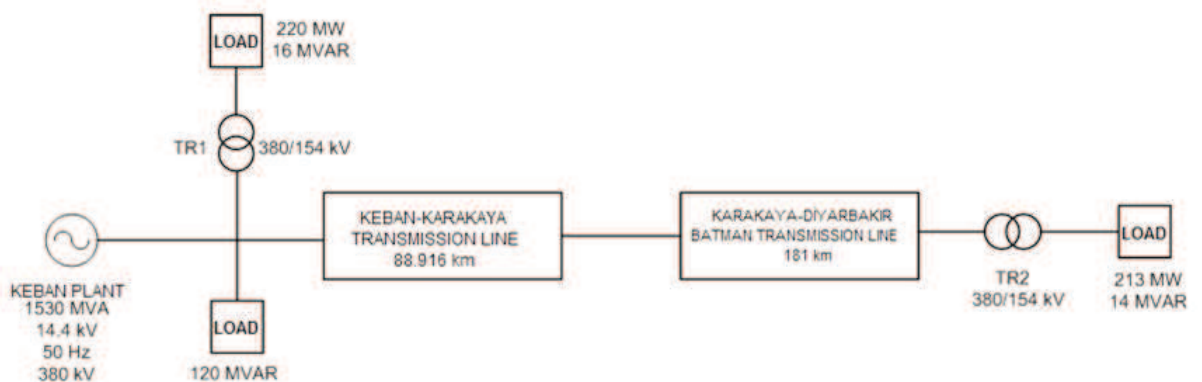 LOAD
220 MW
16 MVAR
TR1
380/154 kV
KEBAN PLANT
1530 MVA
14.4 kV
50 Hz
380 kV
LOAD
120 MVAR
KEBAN-KARAKAYA
TRANSMISSION LINE
88.916 km
KARAKAYA-DİYARBAKIR
BATMAN TRANSMISSION LINE
181 km
TR2
380/154 kV
LOAD
213 MW
14 MVAR